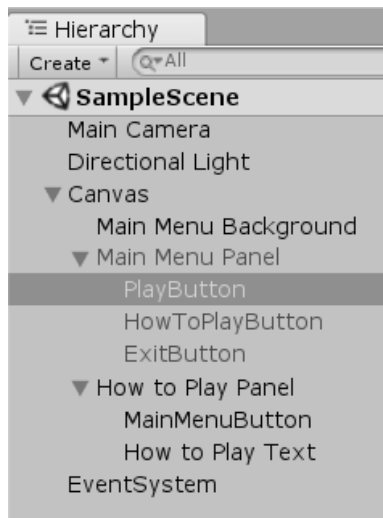 Hierarchy
Create All
SampleScene
Main Camera
Directional Light
Canvas
Main Menu Background
Main Menu Panel
PlayButton
HowToPlayButton
ExitButton
How to Play Panel
MainMenuButton
How to Play Text
EventSystem